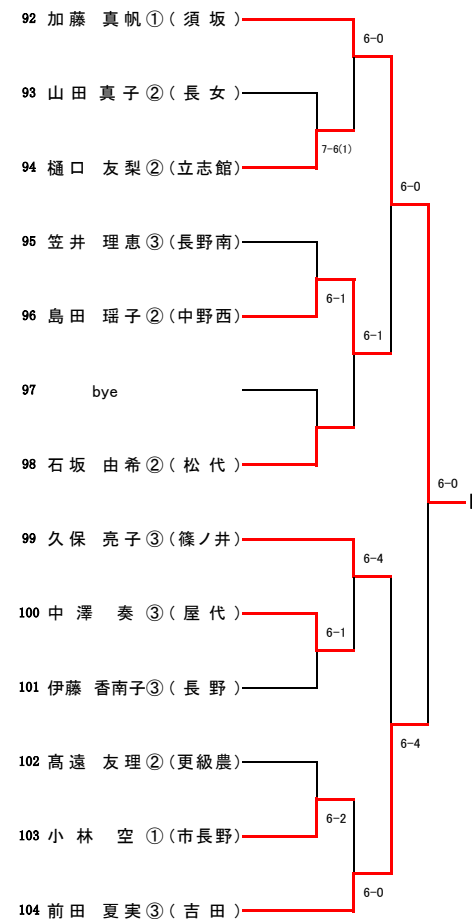 92 加藤 真帆①(須坂)
6-0
93 山田 真子②(長女)
7-6(1)
94 樋口 友梨②(立志館)
6-0
95 笠井 理恵③(長野南)
6-1
96 島田 瑶子②(中野西)
6-1
97 bye
98 石坂 由希②(松代)
6-0
99 久保 亮子③(篠ノ井)
6-4
100 中澤 奏③(屋代)
6-1
101 伊藤 香南子③(長野)
6-4
102 髙遠 友理②(更級農)
6-2
103 小林 空①(市長野)
6-0
104 前田 夏実③(吉田)